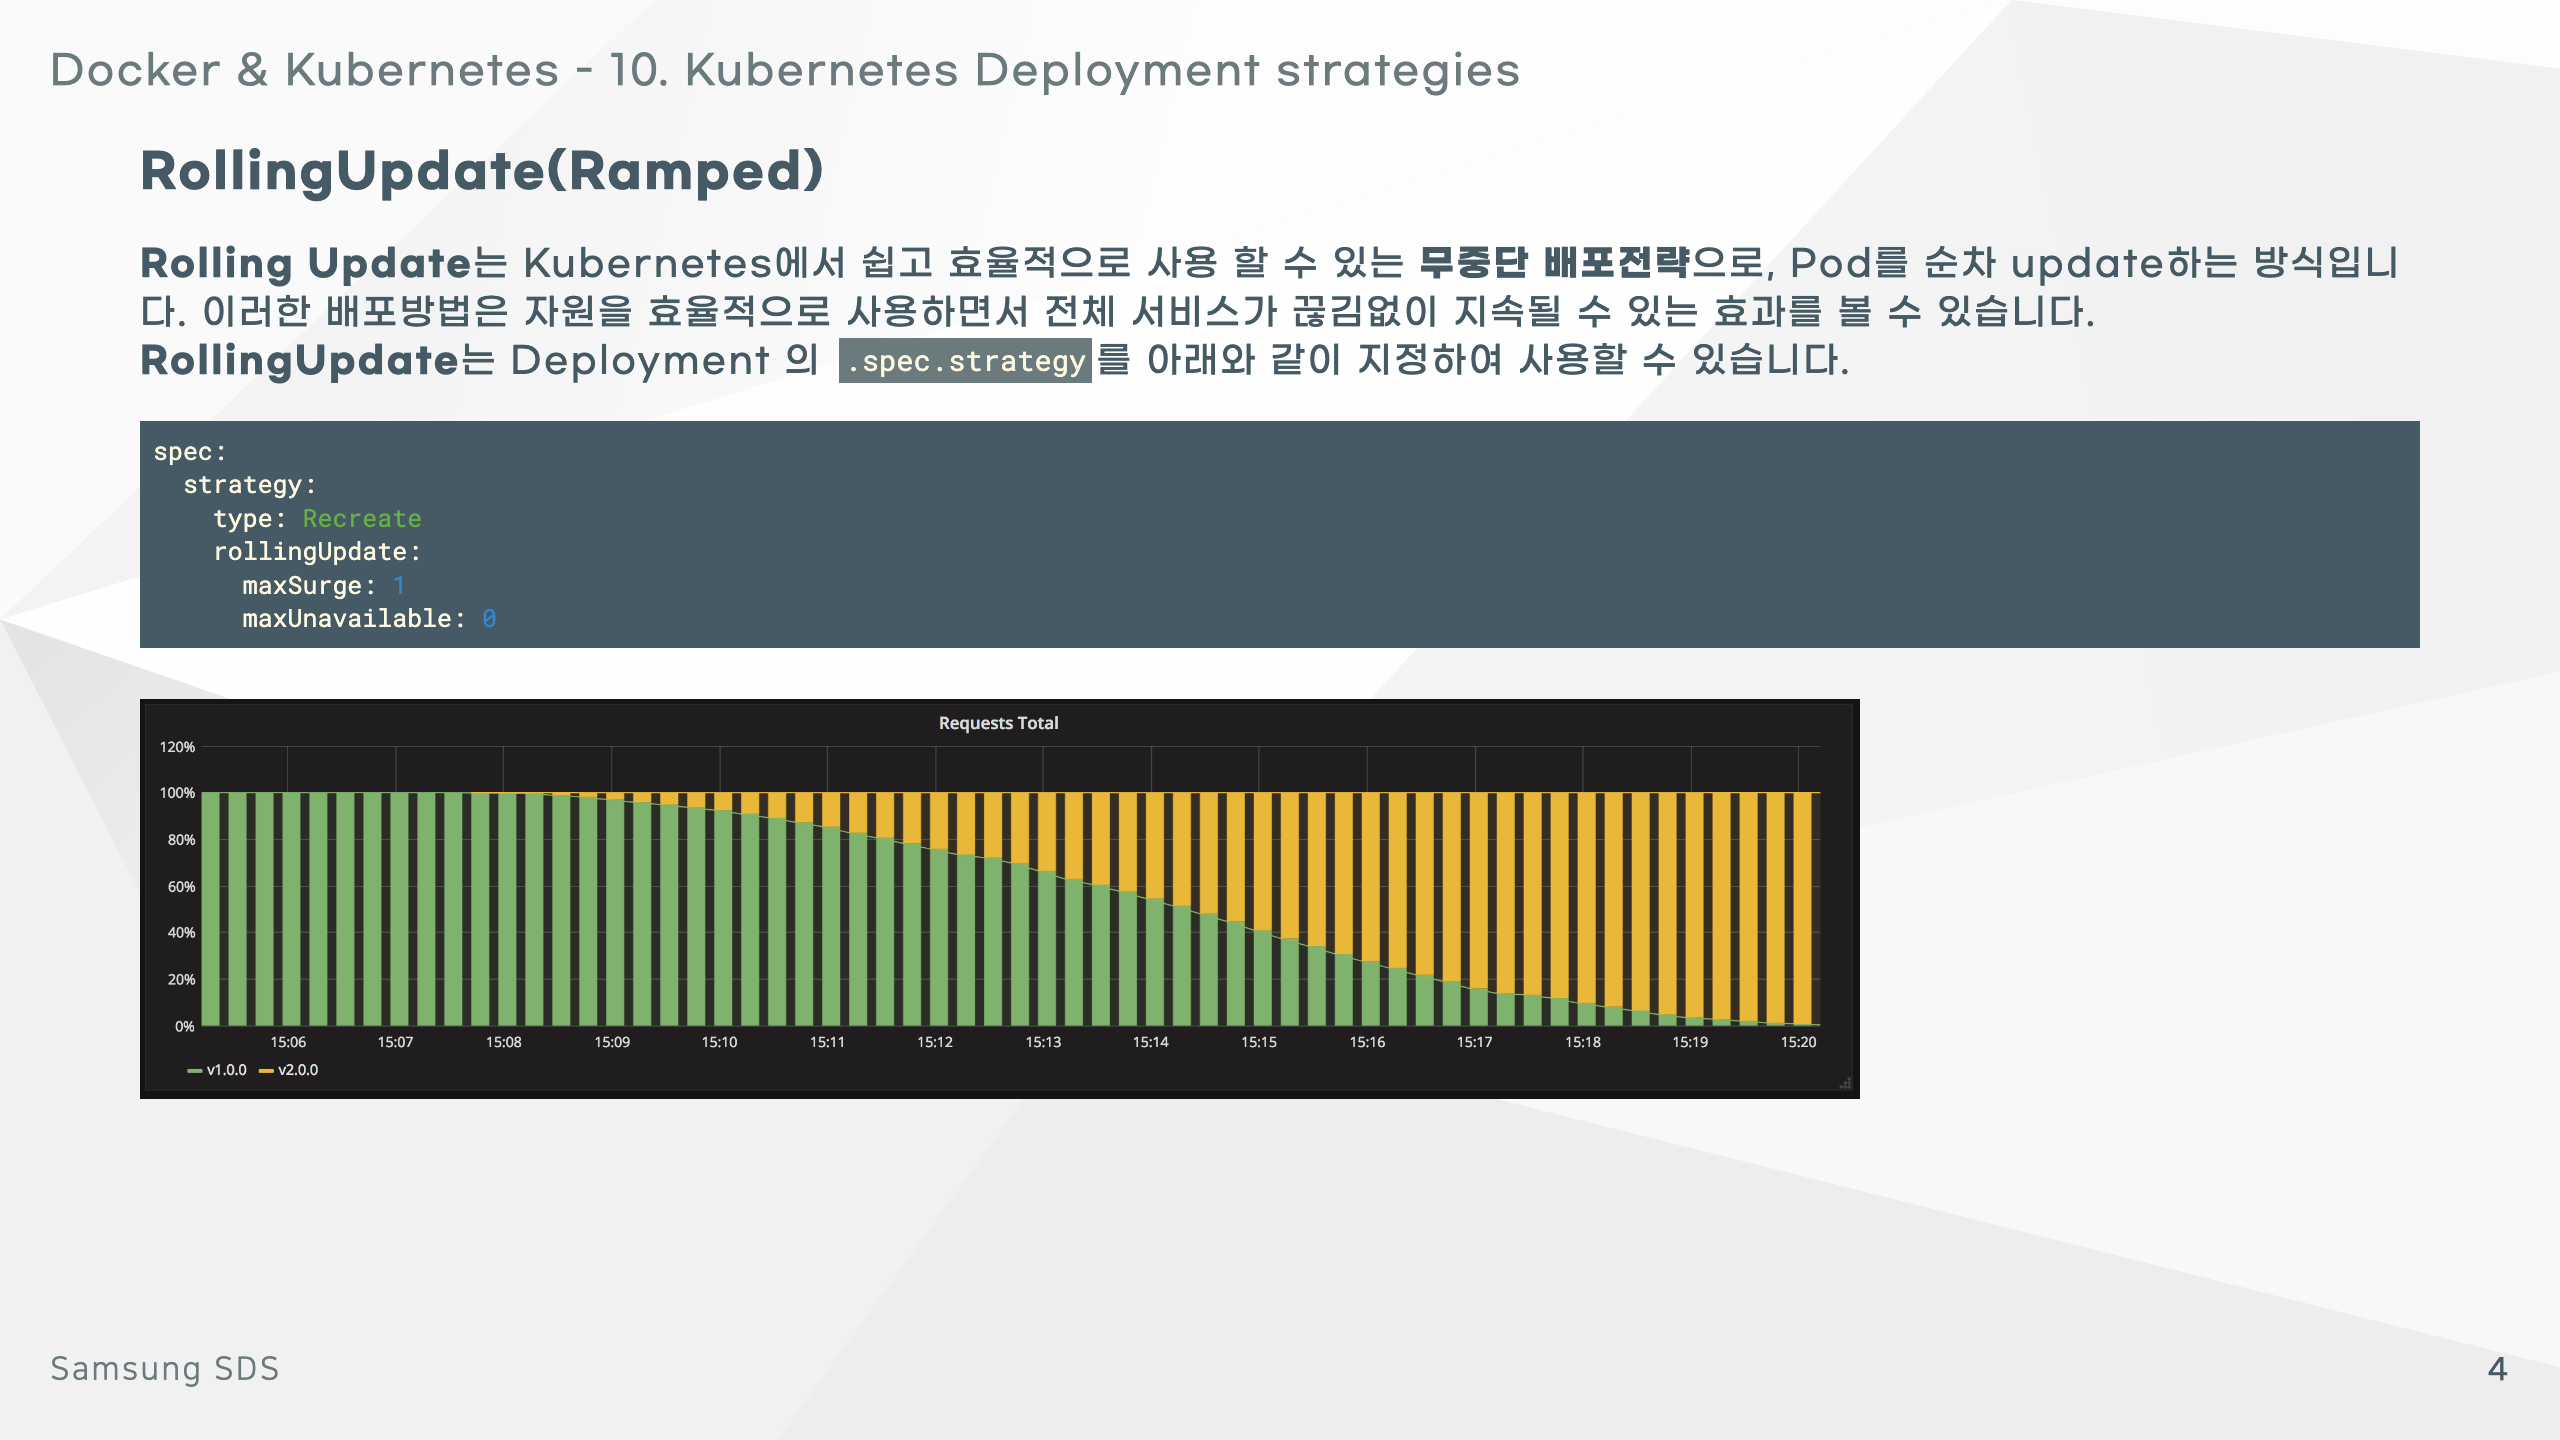 Docker & Kubernetes - 10. Kubernetes Deployment strategies
RollingUpdate(Ramped)
Rolling Update는 Kubernetes에서 쉽고 효율적으로 사용 할 수 있는 무중단 배포전략으로, Pod를 순차 update하는 방식입니
다. 이러한 배포방법은 자원을 효율적으로 사용하면서 전체 서비스가 끊김없이 지속될 수 있는 효과를 볼 수 있습니다.
RollingUpdate는 Deployment 의 .spec.strategy를 아래와 같이 지정하여 사용할 수 있습니다.
spec:
  strategy:
    type: Recreate
    rollingUpdate:
      maxSurge: 1
      maxUnavailable: 0
Requests Total
120%
100%
80%
60%
40%
20%
0%
15:06 15:07 15:08 15:09 15:10 15:11 15:12 15:13 15:14 15:15 15:16 15:17 15:18 15:19 15:20
v1.0.0 v2.0.0
Samsung SDS
4